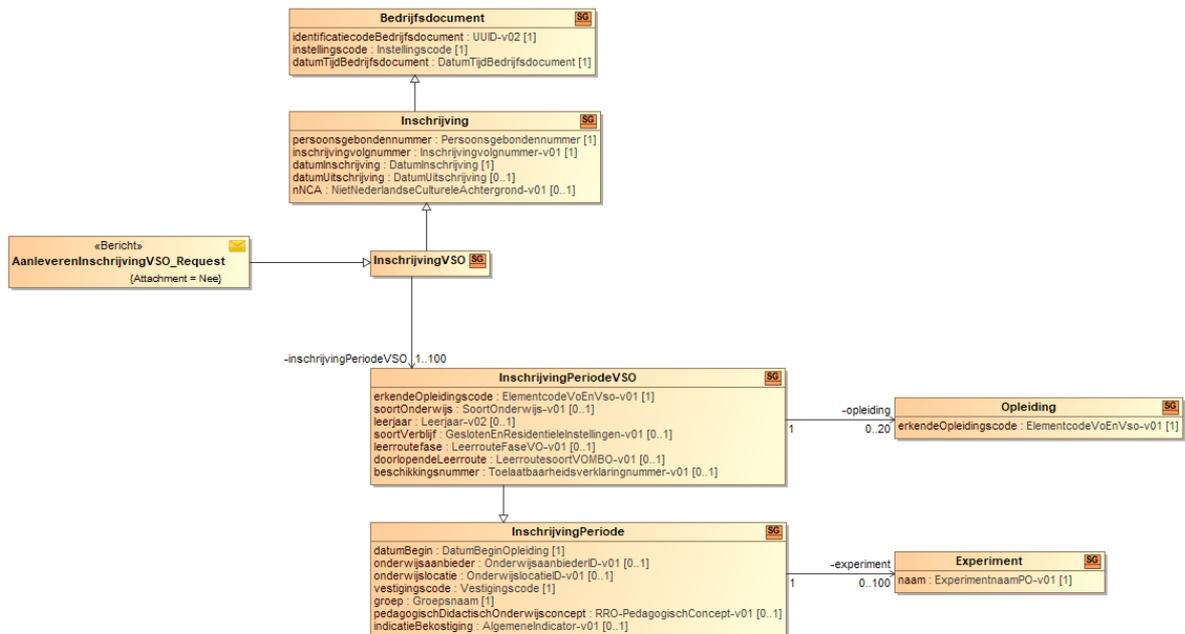 Bedrijfsdocument SG
identificatiecodeBedrijfsdocument : UUID-v02 [1]
instellingscode : Instellingscode [1]
datumTijdBedrijfsdocument : DatumTijdBedrijfsdocument [1]
Inschrijving SG
persoonsgebondennummer : Persoonsgebondennummer [1]
inschrijvingvolgnummer : Inschrijvingvolgnummer-v01 [1]
datumInschrijving : DatumInschrijving [1]
datumUitschrijving : DatumUitschrijving [0..1]
nNCA : NietNederlandseCultureleAchtergrond-v01 [0..1]
«Bericht»
AanleverenInschrijvingVSO_Request
{Attachment = Nee}
InschrijvingVSO SG
-inschrijvingPeriodeVSO 1..100
InschrijvingPeriodeVSO SG
erkendeOpleidingscode : ElementcodeVoEnVso-v01 [1]
soortOnderwijs : SoortOnderwijs-v01 [0..1]
leerjaar : Leerjaar-v02 [0..1]
soortVerblijf : GeslotenEnResidentieleInstellingen-v01 [0..1]
leerroutefase : LeerrouteFaseVO-v01 [0..1]
doorlopendeLeerroute : LeerroutesoortVOMBO-v01 [0..1]
beschikkingsnummer : Toelaatbaarheidsverklaringnummer-v01 [0..1]
-opleiding
1 0..20
Opleiding SG
erkendeOpleidingscode : ElementcodeVoEnVso-v01 [1]
InschrijvingPeriode SG
datumBegin : DatumBeginOpleiding [1]
onderwijsaanbieder : OnderwijsaanbiederID-v01 [0..1]
onderwijslocatie : OnderwijslocatieID-v01 [0..1]
vestigingscode : Vestigingscode [1]
groep : Groepsnaam [1]
pedagogischDidactischOnderwijsconcept : RRO-PedagogischConcept-v01 [0..1]
indicatieBekostiging : AlgemeneIndicator-v01 [0..1]
-experiment
1 0..100
Experiment SG
naam : ExperimentnaamPO-v01 [1]